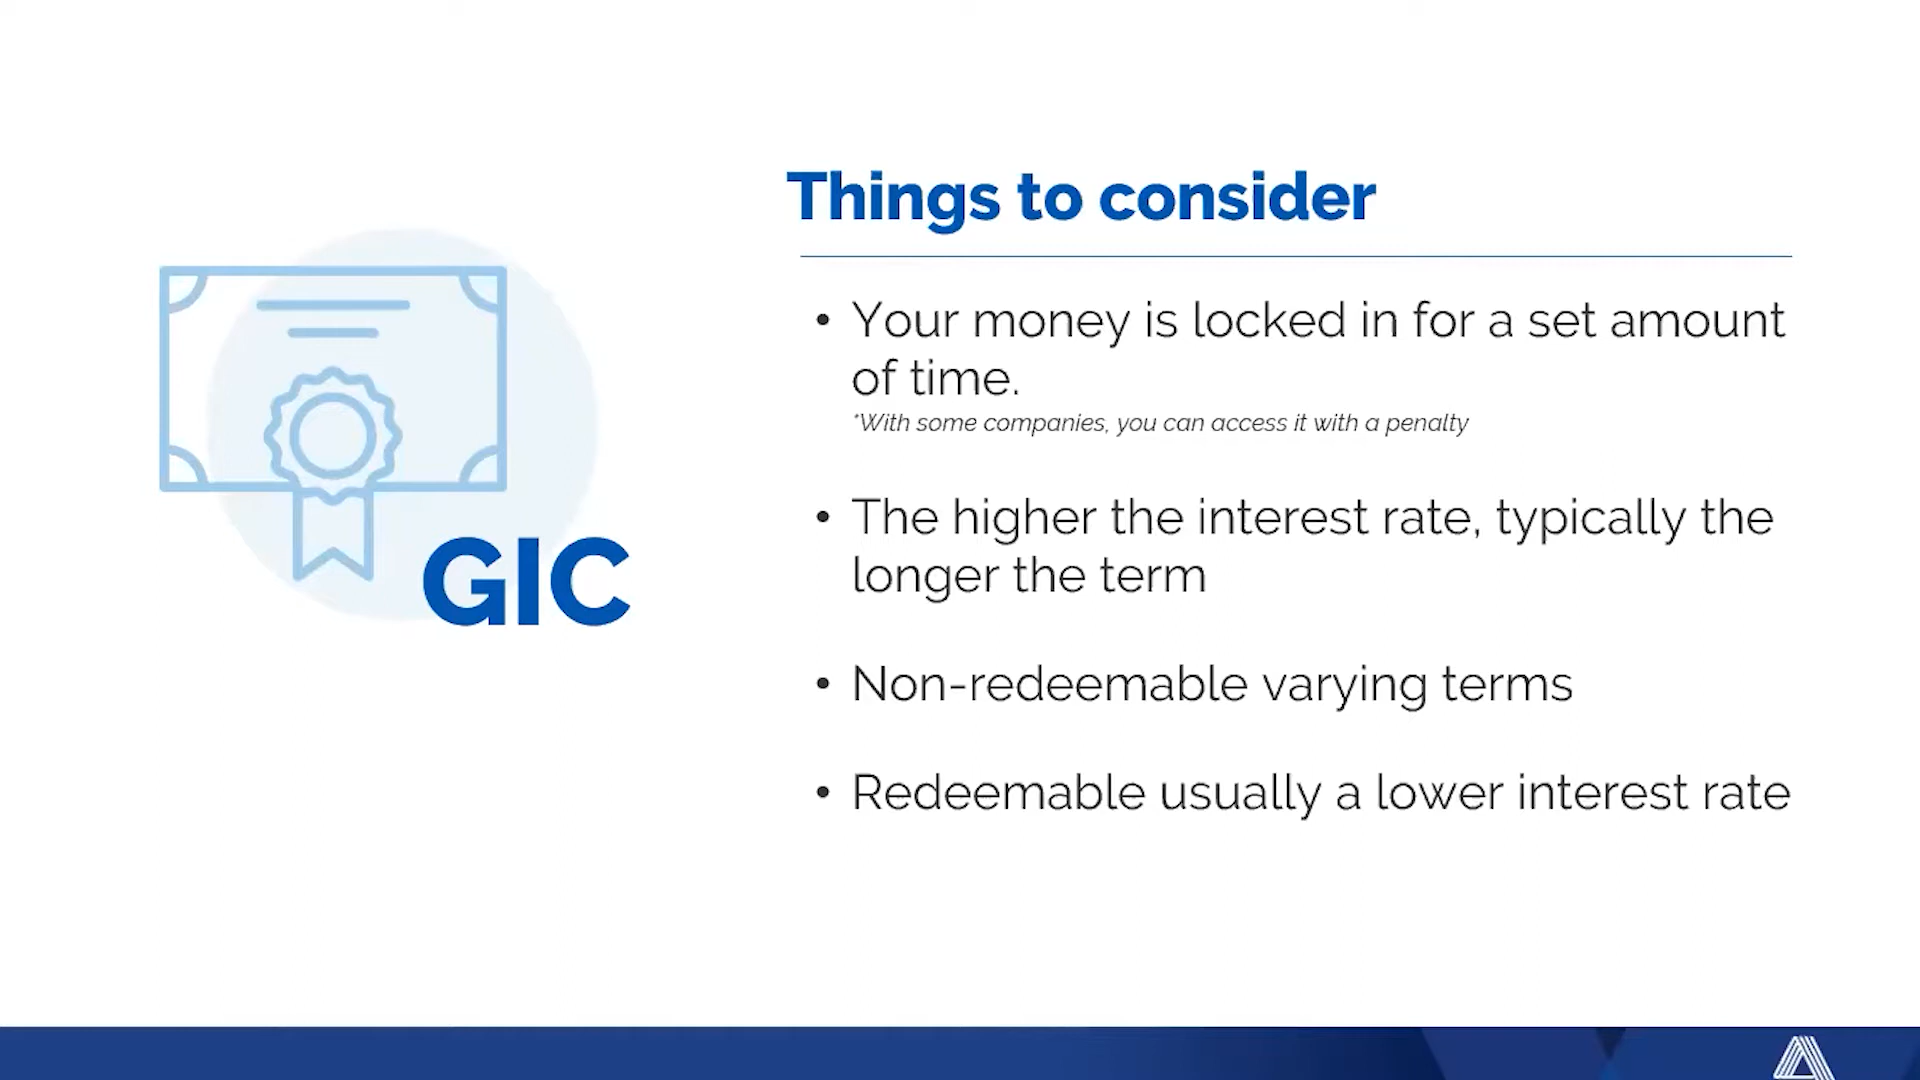 Things to consider
• Your money is locked in for a set amount
of time.
*With some companies, you can access it with a penalty
• The higher the interest rate, typically the
longer the term
• Non-redeemable varying terms
• Redeemable usually a lower interest rate
GIC